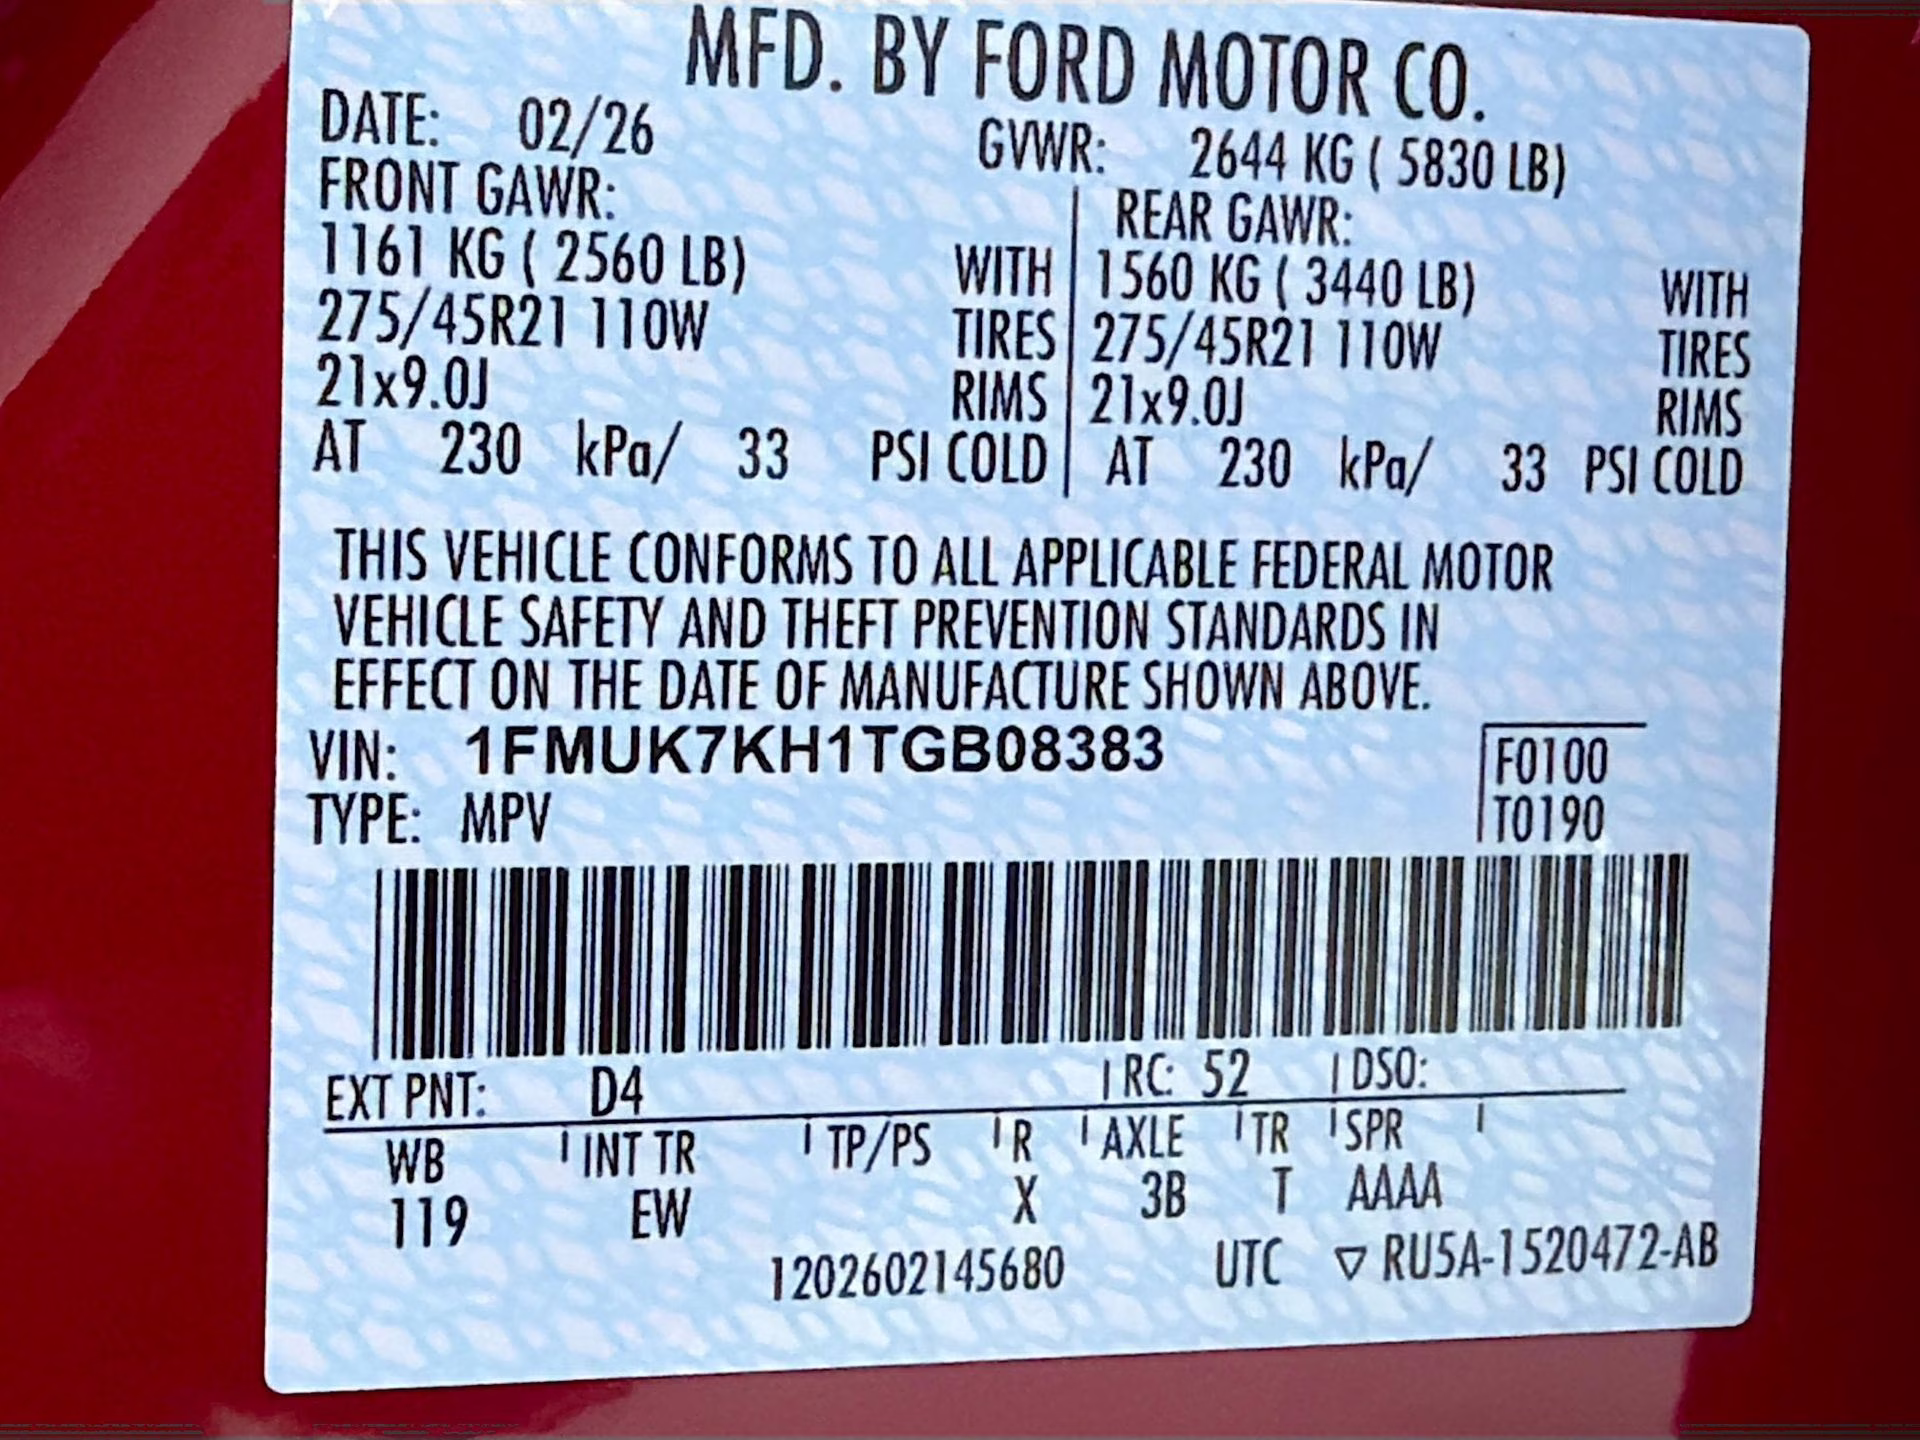 MFD. BY FORD MOTOR CO.
DATE: 02/26 GVWR: 2644 KG ( 5830 LB)
FRONT GAWR: REAR GAWR:
1161 KG ( 2560 LB) WITH 1560 KG ( 3440 LB) WITH
275/45R21 110W TIRES 275/45R21 110W TIRES
21x9.0J RIMS 21x9.0J RIMS
AT 230 kPa/ 33 PSI COLD AT 230 kPa/ 33 PSI COLD
THIS VEHICLE CONFORMS TO ALL APPLICABLE FEDERAL MOTOR
VEHICLE SAFETY AND THEFT PREVENTION STANDARDS IN
EFFECT ON THE DATE OF MANUFACTURE SHOWN ABOVE.
VIN: 1FMUK7KH1TGB08383 F0100
TYPE: MPV T0190
EXT PNT: D4 RC: 52 DSO:
WB INT TR TP/PS R AXLE TR SPR
119 EW X 3B T AAAA
1202602145680 UTC ▽ RU5A-1520472-AB